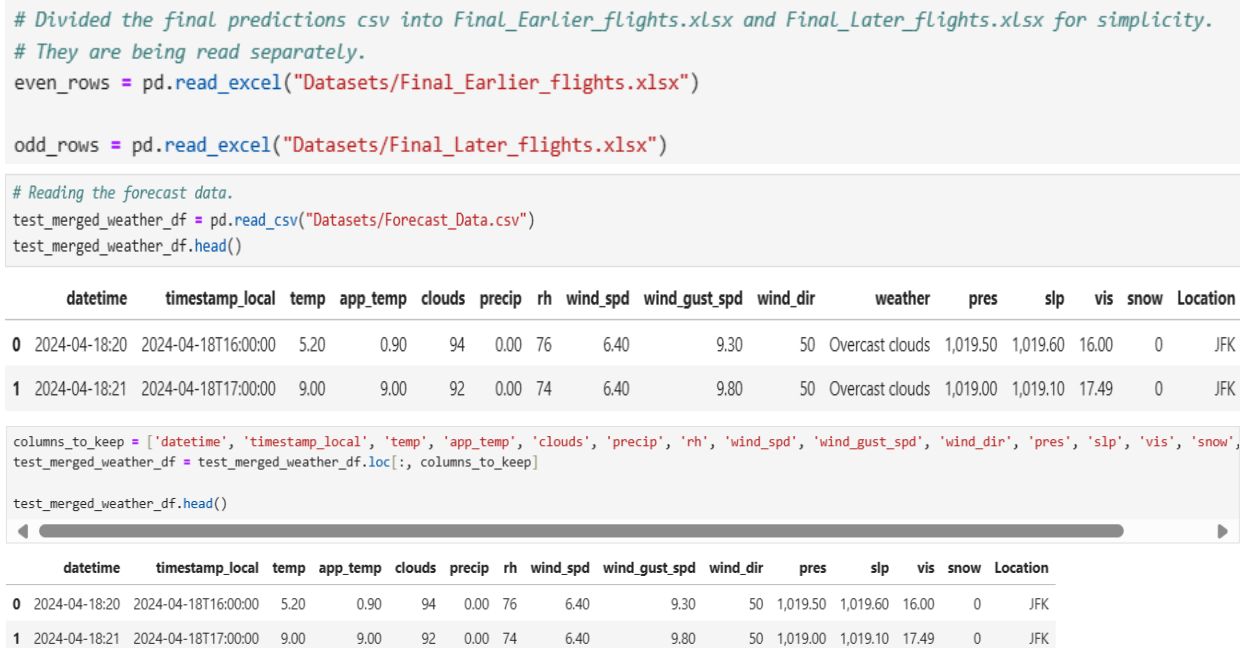 # Divided the final predictions csv into Final_Earlier_flights.xlsx and Final_Later_flights.xlsx for simplicity.
# They are being read separately.
even_rows = pd.read_excel("Datasets/Final_Earlier_flights.xlsx")
odd_rows = pd.read_excel("Datasets/Final_Later_flights.xlsx")
# Reading the forecast data.
test_merged_weather_df = pd.read_csv("Datasets/Forecast_Data.csv")
test_merged_weather_df.head()
datetime timestamp_local temp app_temp clouds precip rh wind_spd wind_gust_spd wind_dir weather pres slp vis snow Location
0 2024-04-18:20 2024-04-18T16:00:00 5.20 0.90 94 0.00 76 6.40 9.30 50 Overcast clouds 1,019.50 1,019.60 16.00 0 JFK
1 2024-04-18:21 2024-04-18T17:00:00 9.00 9.00 92 0.00 74 6.40 9.80 50 Overcast clouds 1,019.00 1,019.10 17.49 0 JFK
columns_to_keep = ['datetime', 'timestamp_local', 'temp', 'app_temp', 'clouds', 'precip', 'rh', 'wind_spd', 'wind_gust_spd', 'wind_dir', 'pres', 'slp', 'vis', 'snow',
test_merged_weather_df = test_merged_weather_df.loc[:, columns_to_keep]
test_merged_weather_df.head()
datetime timestamp_local temp app_temp clouds precip rh wind_spd wind_gust_spd wind_dir pres slp vis snow Location
0 2024-04-18:20 2024-04-18T16:00:00 5.20 0.90 94 0.00 76 6.40 9.30 50 1,019.50 1,019.60 16.00 0 JFK
1 2024-04-18:21 2024-04-18T17:00:00 9.00 9.00 92 0.00 74 6.40 9.80 50 1,019.00 1,019.10 17.49 0 JFK